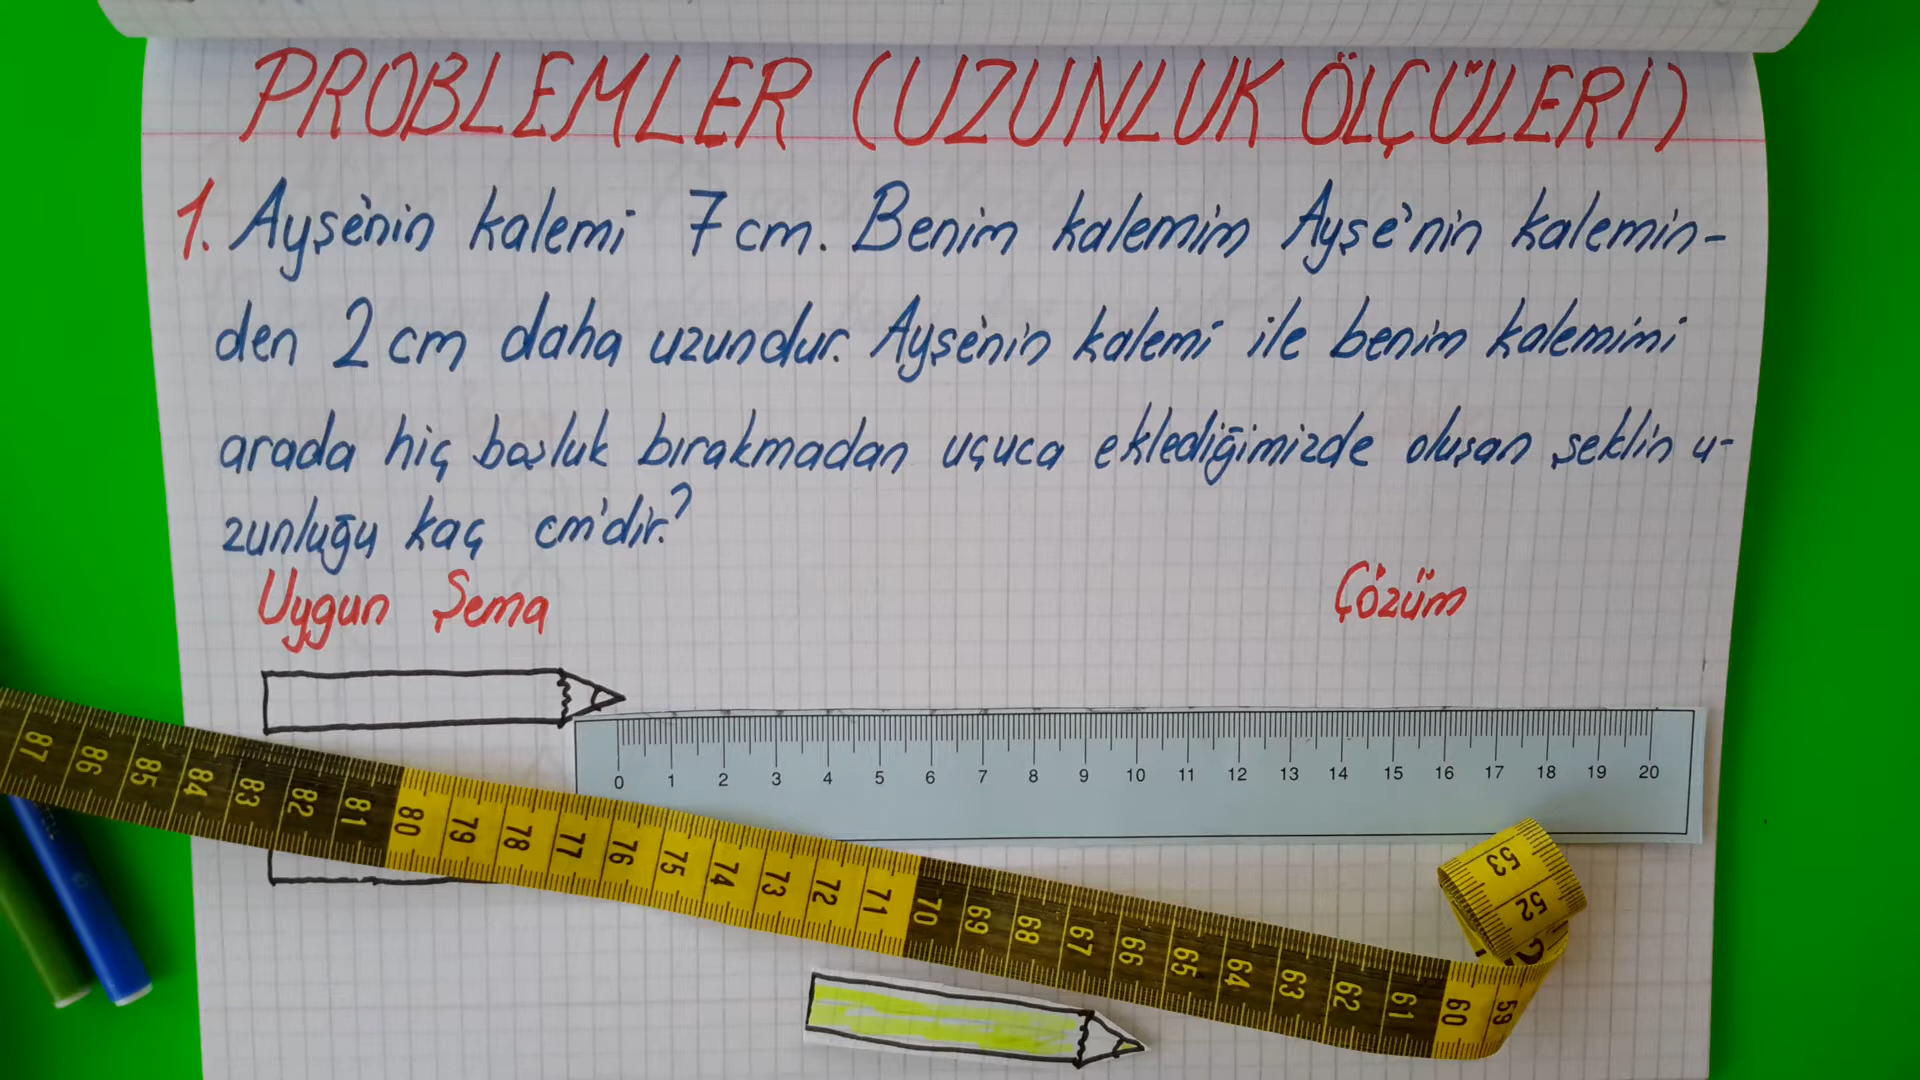 PROBLEMLER (UZUNLUK ÖLÇÜLERİ)
1. Ayşe'nin kalemi 7 cm. Benim kalemim Ayşe'nin kalemin-
den 2 cm daha uzundur. Ayşe'nin kalemi ile benim kalemimi
arada hiç boşluk bırakmadan uçuca eklediğimizde oluşan şeklin u-
zunluğu kaç cm'dir?
Uygun Şema
Çözüm
0 1 2 3 4 5 6 7 8 9 10 11 12 13 14 15 16 17 18 19 20
87 86 85 84 83 82 81 80 79 78 77 76 75 74 73 72 71 70 69 68 67 66 65 64 63 62 61 60 59
53 52